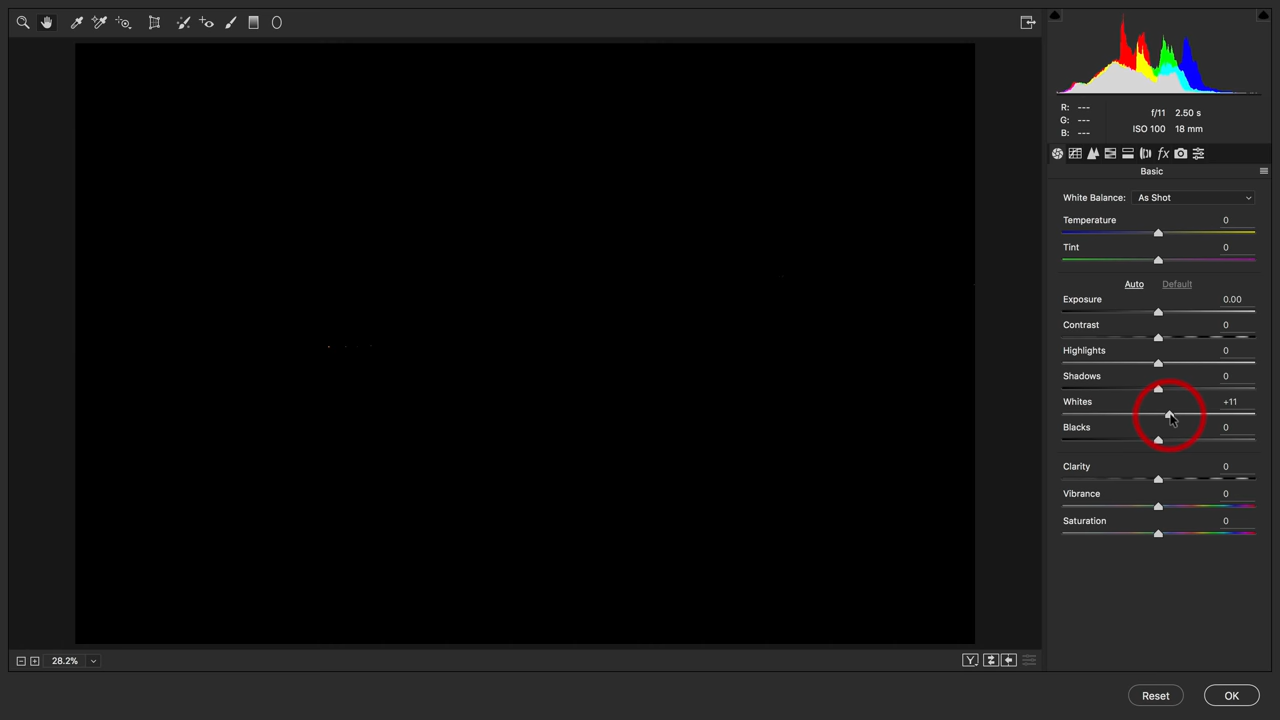 R: ---
G: ---
B: ---
f/11 2.50 s
ISO 100 18 mm
fx
Basic
White Balance: As Shot
Temperature 0
Tint 0
Auto Default
Exposure 0.00
Contrast 0
Highlights 0
Shadows 0
Whites +11
Blacks 0
Clarity 0
Vibrance 0
Saturation 0
28.2%
Y
Reset OK